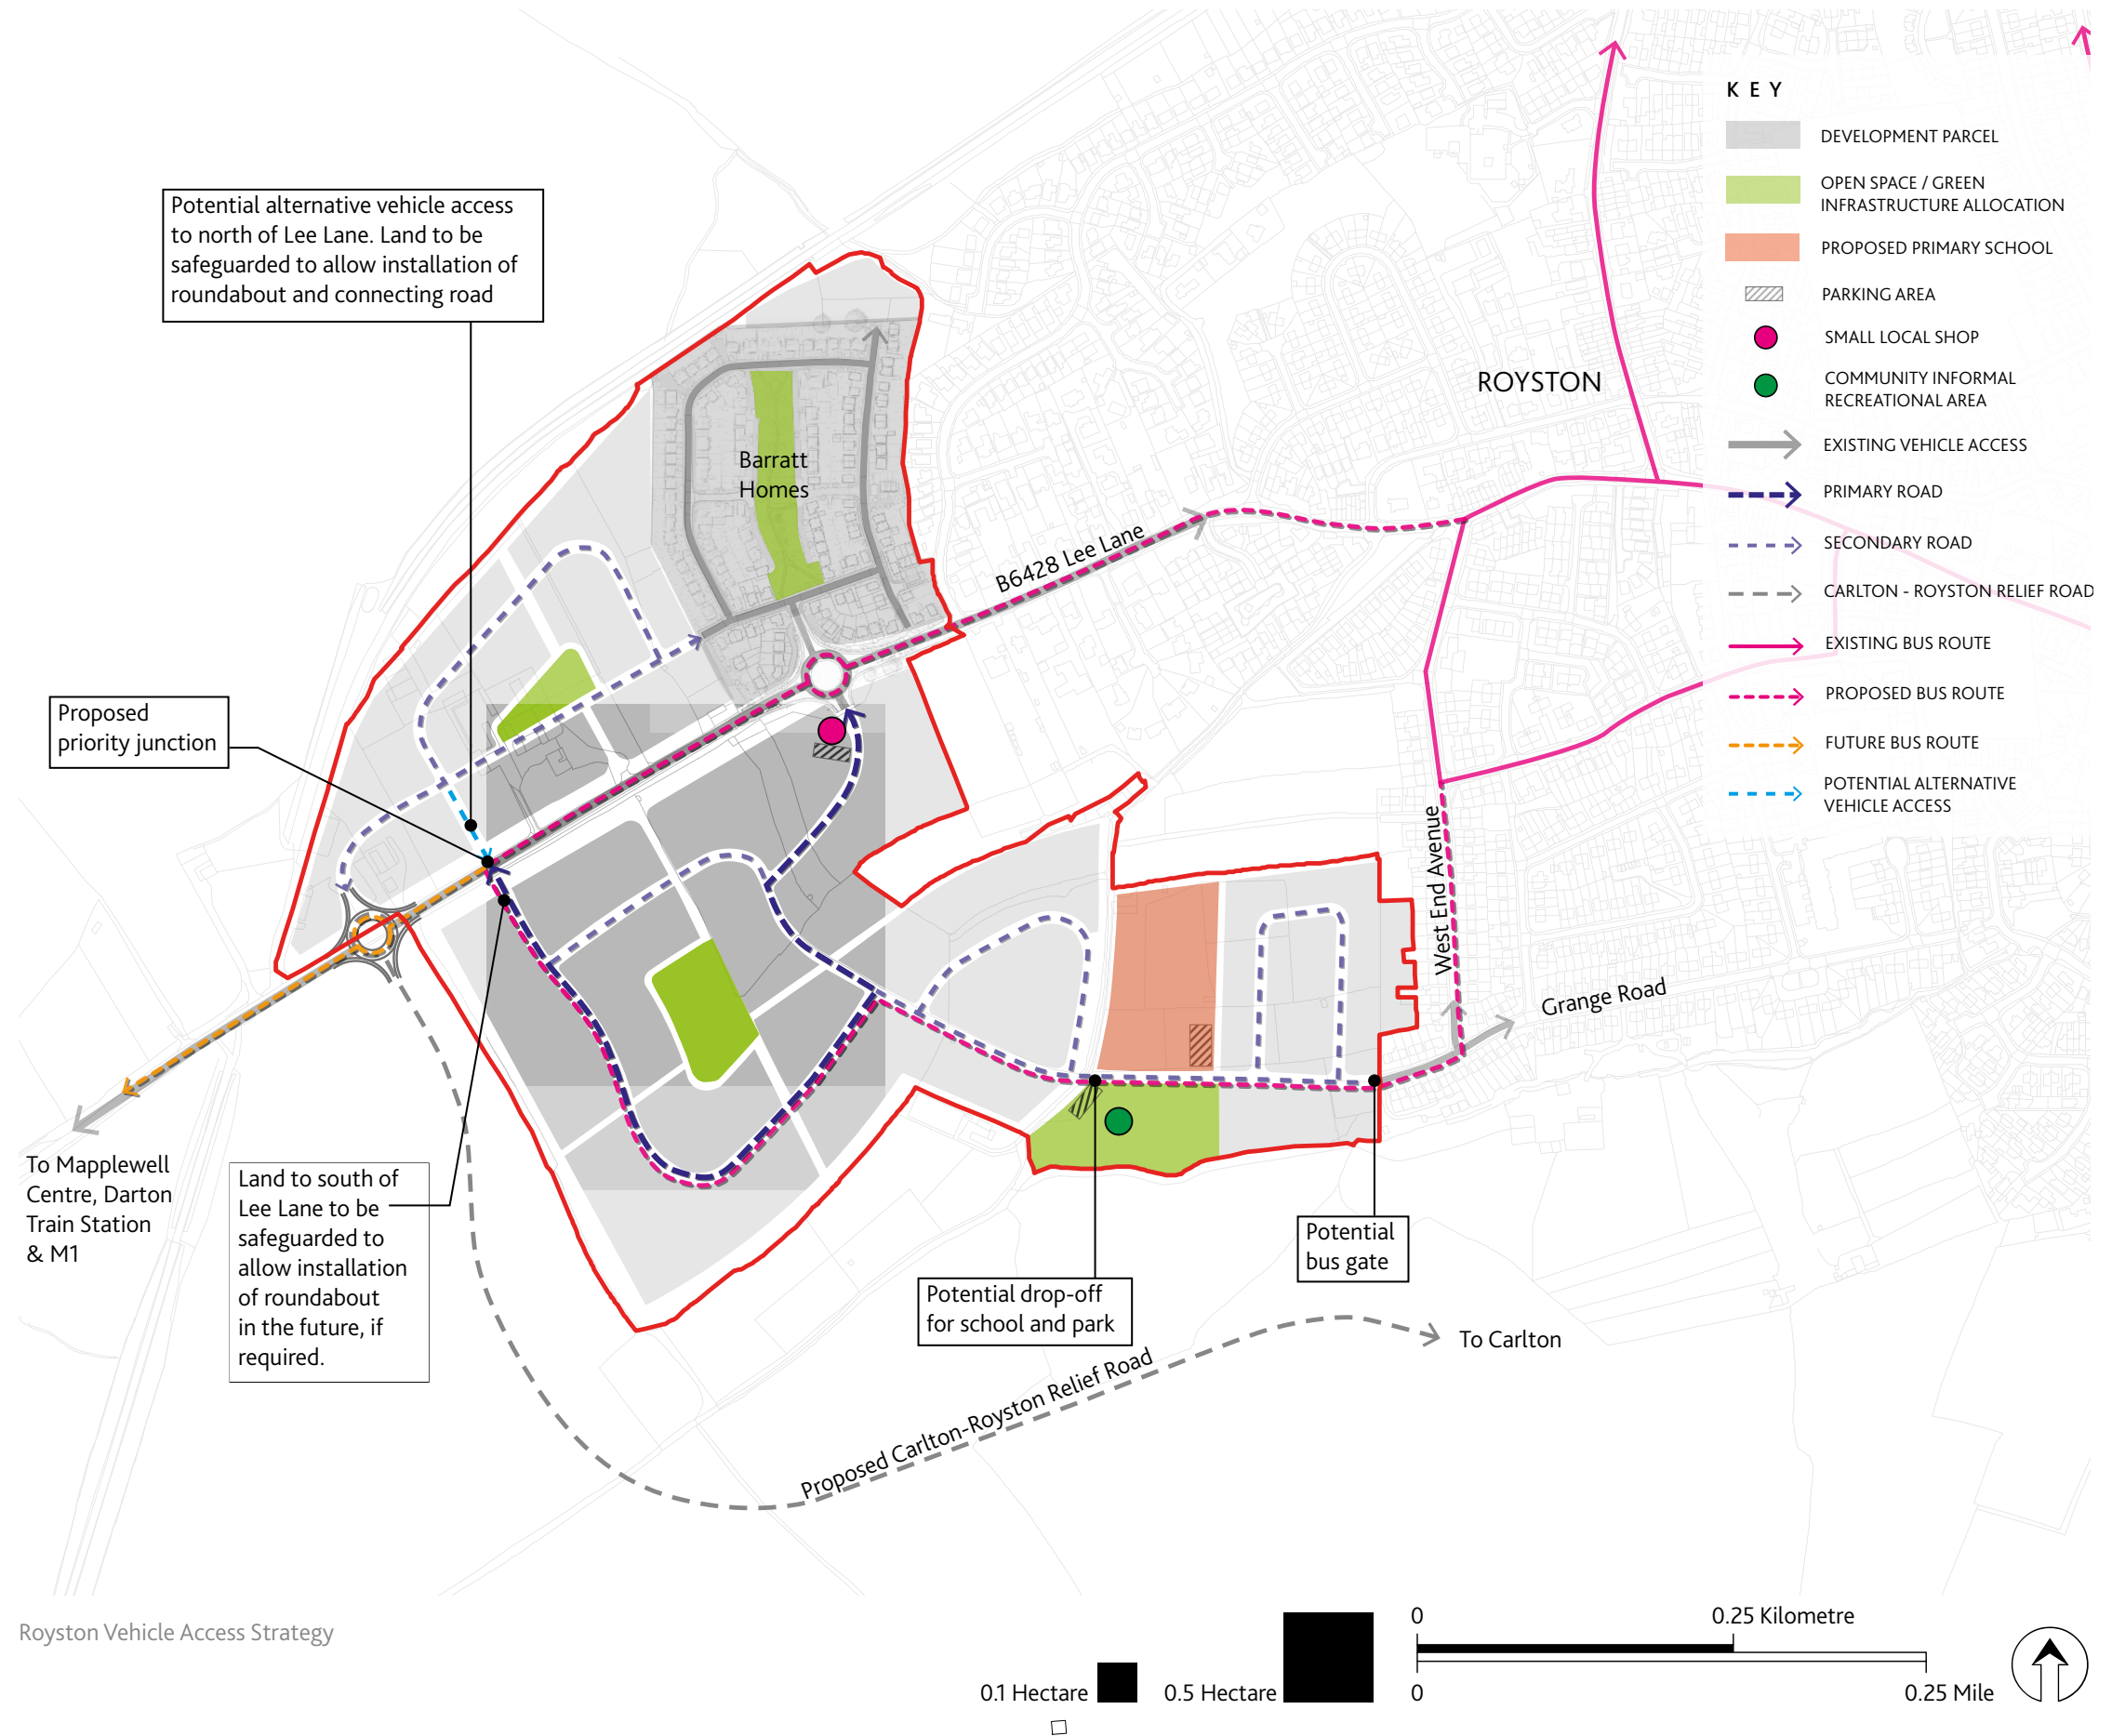 Potential alternative vehicle access
to north of Lee Lane. Land to be
safeguarded to allow installation of
roundabout and connecting road
Proposed
priority junction
Barratt
Homes
B6428 Lee Lane
ROYSTON
West End Avenue
Grange Road
To Mapplewell
Centre, Darton
Train Station
& M1
Land to south of
Lee Lane to be
safeguarded to
allow installation
of roundabout
in the future, if
required.
Potential drop-off
for school and park
Potential
bus gate
To Carlton
Proposed Carlton-Royston Relief Road
KEY
DEVELOPMENT PARCEL
OPEN SPACE / GREEN
INFRASTRUCTURE ALLOCATION
PROPOSED PRIMARY SCHOOL
PARKING AREA
SMALL LOCAL SHOP
COMMUNITY INFORMAL
RECREATIONAL AREA
EXISTING VEHICLE ACCESS
PRIMARY ROAD
SECONDARY ROAD
CARLTON - ROYSTON RELIEF ROAD
EXISTING BUS ROUTE
PROPOSED BUS ROUTE
FUTURE BUS ROUTE
POTENTIAL ALTERNATIVE
VEHICLE ACCESS
Royston Vehicle Access Strategy
0.1 Hectare
0.5 Hectare
0 0.25 Kilometre
0 0.25 Mile